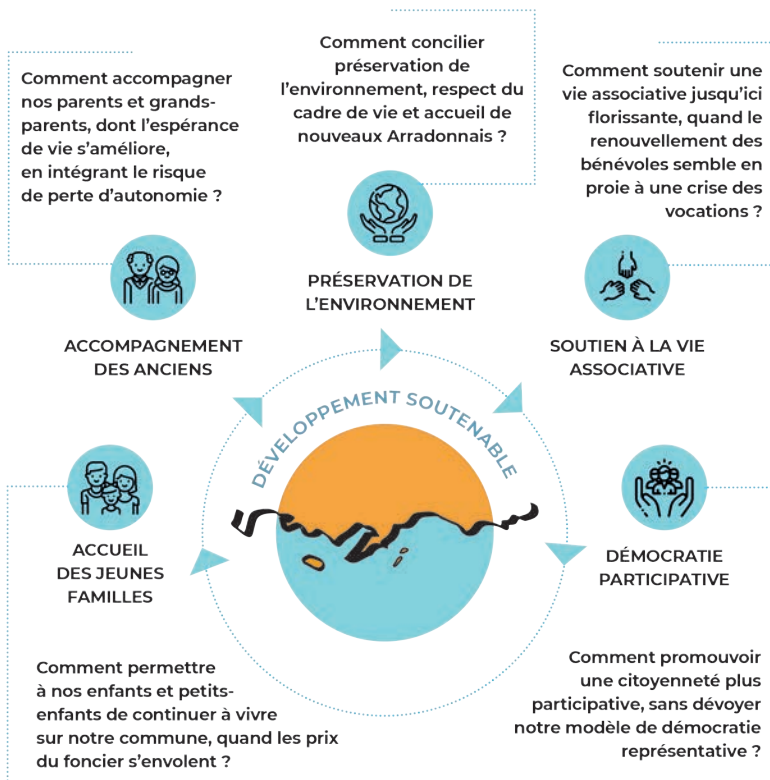 Comment accompagner
nos parents et grands-
parents, dont l’espérance
de vie s’améliore,
en intégrant le risque
de perte d’autonomie ?
ACCOMPAGNEMENT
DES ANCIENS
Comment concilier
préservation de
l’environnement, respect du
cadre de vie et accueil de
nouveaux Arradonnais ?
PRÉSERVATION DE
L’ENVIRONNEMENT
Comment soutenir une
vie associative jusqu’ici
florissante, quand le
renouvellement des
bénévoles semble en
proie à une crise des
vocations ?
SOUTIEN À LA VIE
ASSOCIATIVE
DÉVELOPPEMENT SOUTENABLE
ACCUEIL
DES JEUNES
FAMILLES
Comment permettre
à nos enfants et petits-
enfants de continuer à vivre
sur notre commune, quand les prix
du foncier s’envolent ?
DÉMOCRATIE
PARTICIPATIVE
Comment promouvoir
une citoyenneté plus
participative, sans dévoyer
notre modèle de démocratie
représentative ?